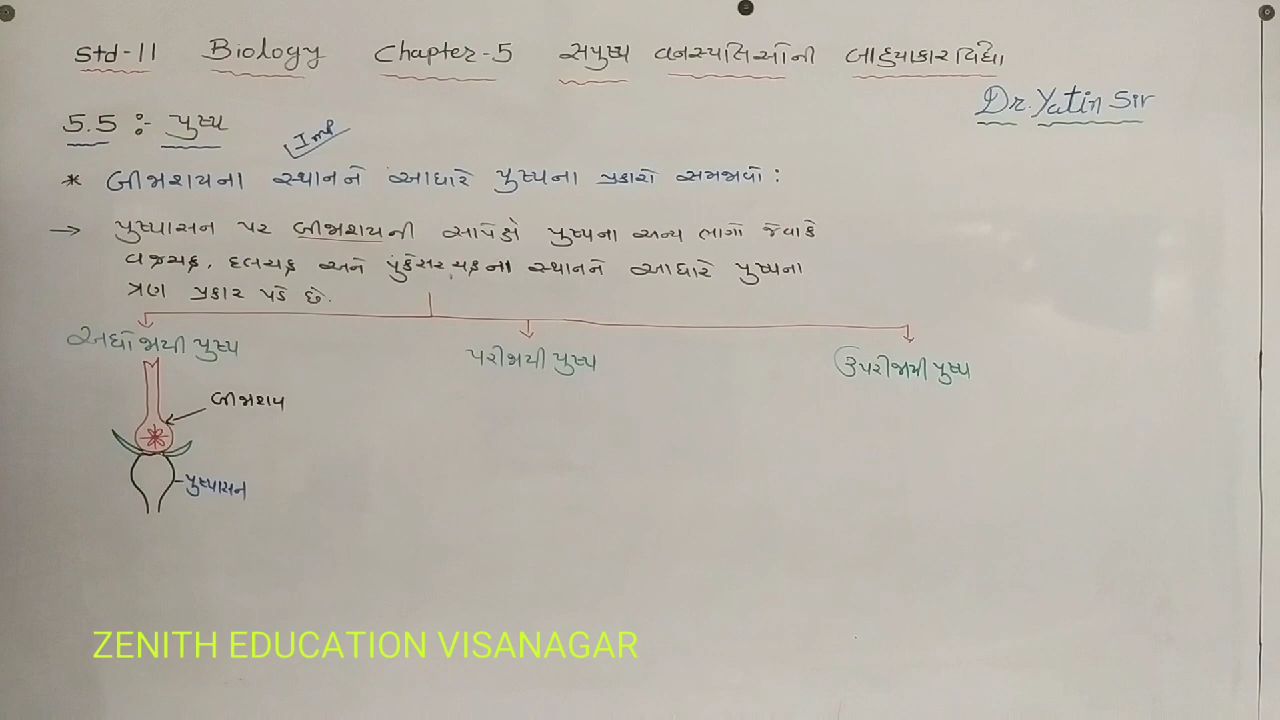 Std-11 Biology Chapter-5 સપુષ્પ વનસ્પતિઓની બાહ્યાકારવિદ્યા
Dr. Yatin Sir
5.5 :- પુષ્પ
Imp
* બીજાશયના સ્થાનને આધારે પુષ્પના પ્રકારો સમજાવો :
→ પુષ્પાસન પર બીજાશયની સાપેક્ષે પુષ્પના અન્ય ભાગો જેવાકે
વજ્રચક્ર, દલચક્ર અને પુંકેસરચક્રના સ્થાનને આધારે પુષ્પના
ત્રણ પ્રકાર પડે છે.
અધોજાયી પુષ્પ પરીજાયી પુષ્પ ઉપરીજાયી પુષ્પ
બીજાશય
પુષ્પાસન
ZENITH EDUCATION VISANAGAR